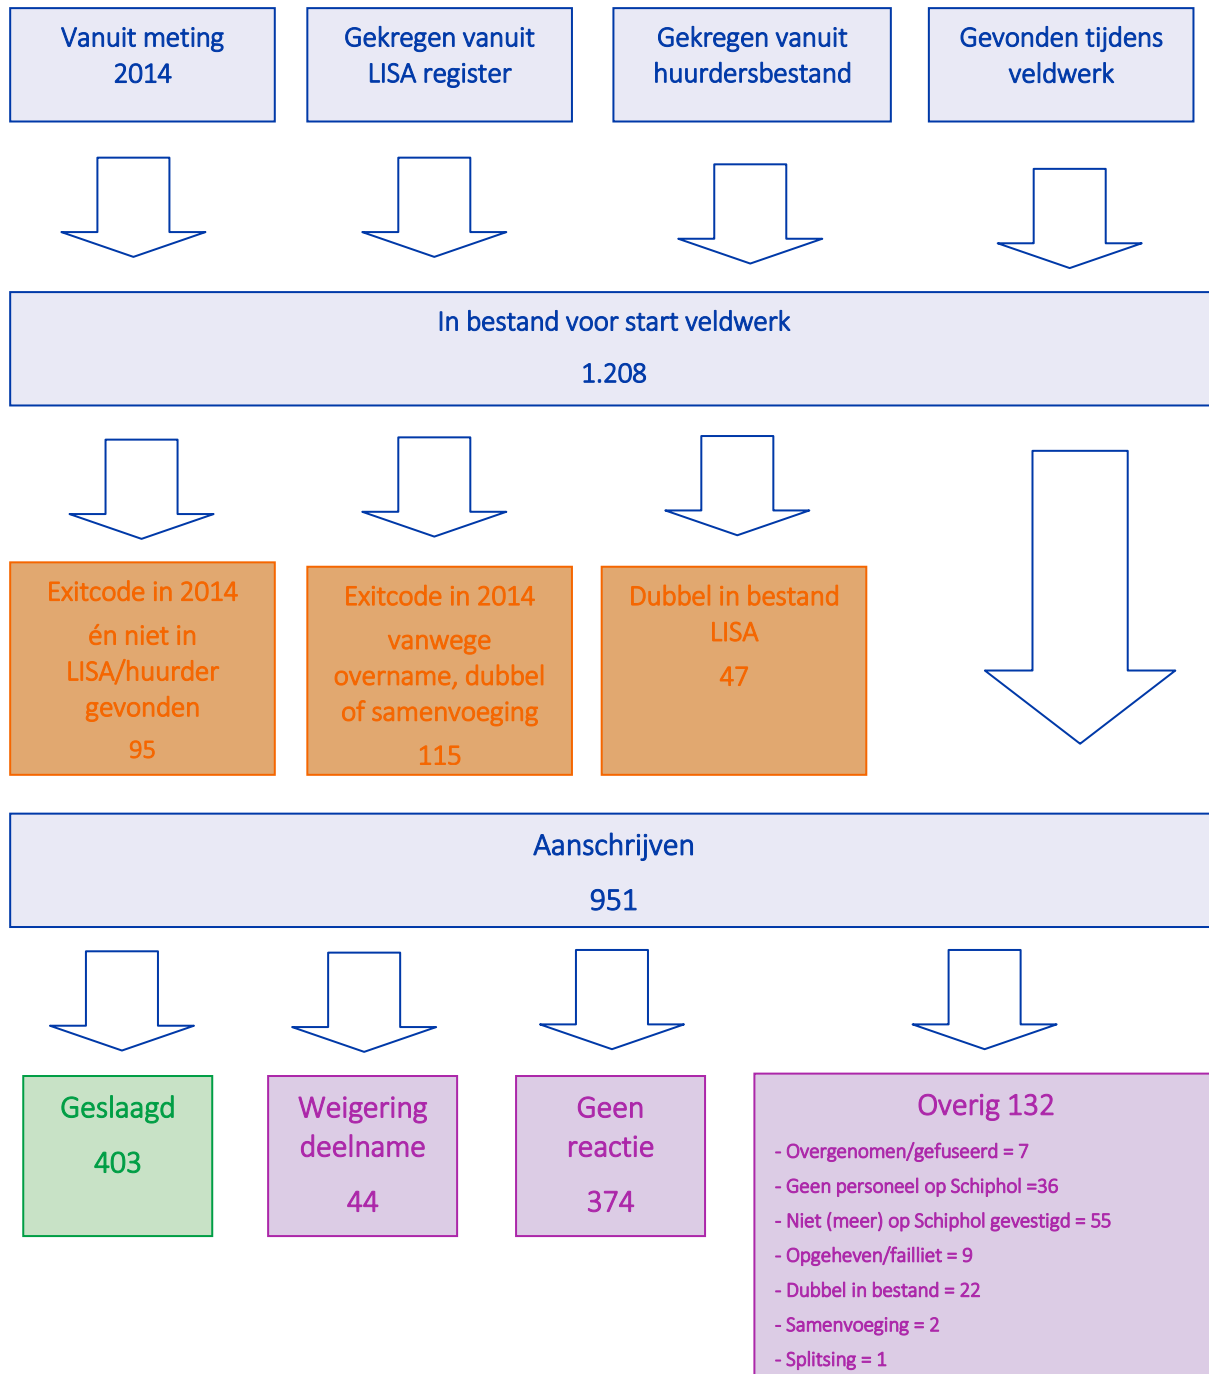 Vanuit meting
2014
Gekregen vanuit
LISA register
Gekregen vanuit
huurdersbestand
Gevonden tijdens
veldwerk
In bestand voor start veldwerk
1.208
Exitcode in 2014
én niet in
LISA/huurder
gevonden
95
Exitcode in 2014
vanwege
overname, dubbel
of samenvoeging
115
Dubbel in bestand
LISA
47
Aanschrijven
951
Geslaagd
403
Weigering
deelname
44
Geen
reactie
374
Overig 132
- Overgenomen/gefuseerd = 7
- Geen personeel op Schiphol =36
- Niet (meer) op Schiphol gevestigd = 55
- Opgeheven/failliet = 9
- Dubbel in bestand = 22
- Samenvoeging = 2
- Splitsing = 1